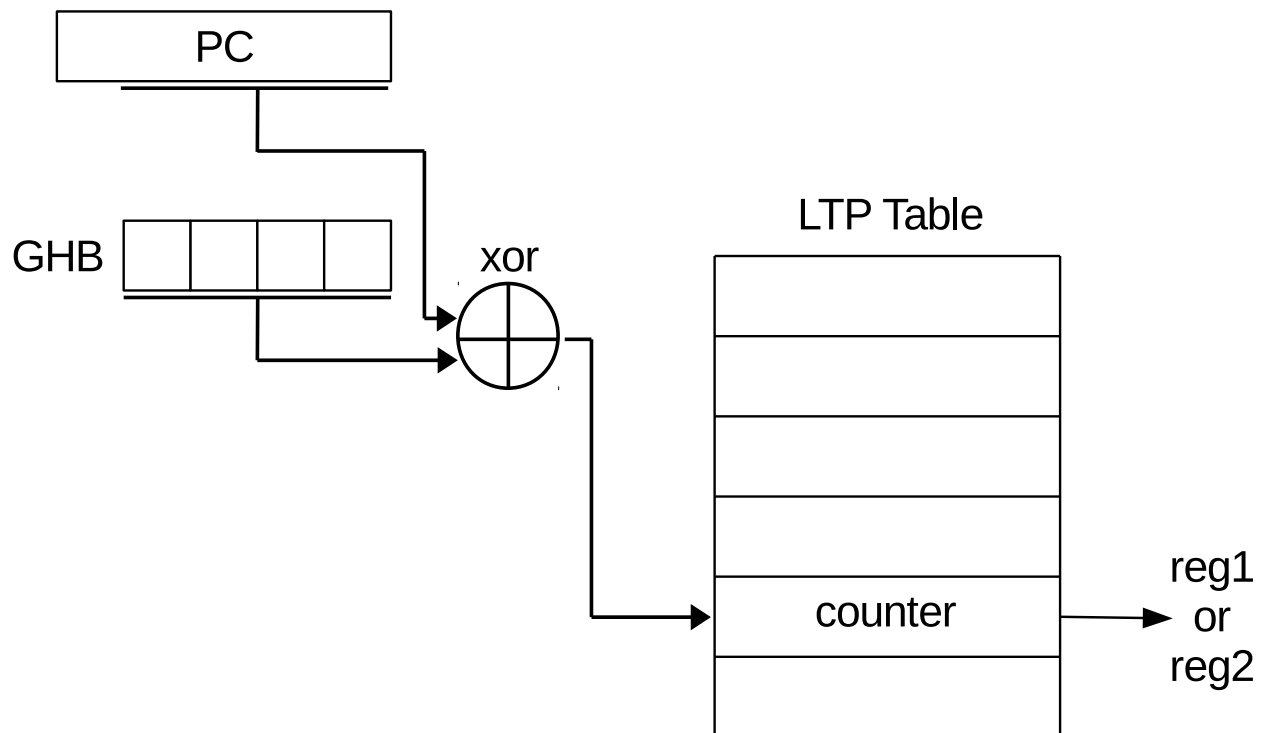 PC
GHB
xor
LTP Table
counter
reg1
or
reg2